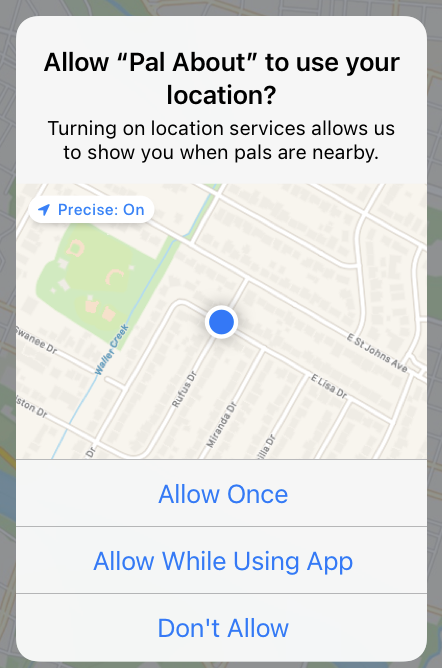 Allow “Pal About” to use your
location?
Turning on location services allows us
to show you when pals are nearby.
Precise: On
Waller Creek
E St Johns Ave
Swanee Dr
Rufus Dr
E Lisa Dr
Miranda Dr
Dr
Dr
Dr
Allow Once
Allow While Using App
Don't Allow